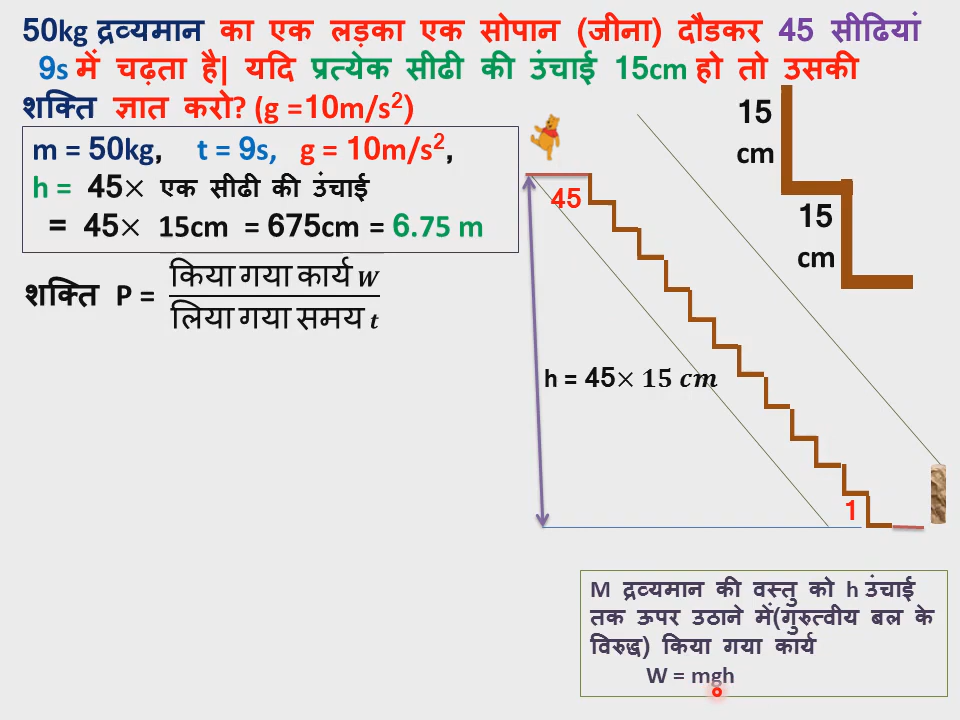 50kg द्रव्यमान का एक लड़का एक सोपान (जीना) दौडकर 45 सीढियां
9s में चढ़ता है| यदि प्रत्येक सीढी की उंचाई 15cm हो तो उसकी
शक्ति ज्ञात करो? (g =10m/s²)
m = 50kg, t = 9s, g = 10m/s²,
h = 45× एक सीढी की उंचाई
= 45× 15cm = 675cm = 6.75 m
शक्ति P = किया गया कार्य W
लिया गया समय t
15
cm
15
cm
45
h = 45× 15 cm
1
M द्रव्यमान की वस्तु को h उंचाई
तक ऊपर उठाने में(गुरुत्वीय बल के
विरुद्ध) किया गया कार्य
W = mgh